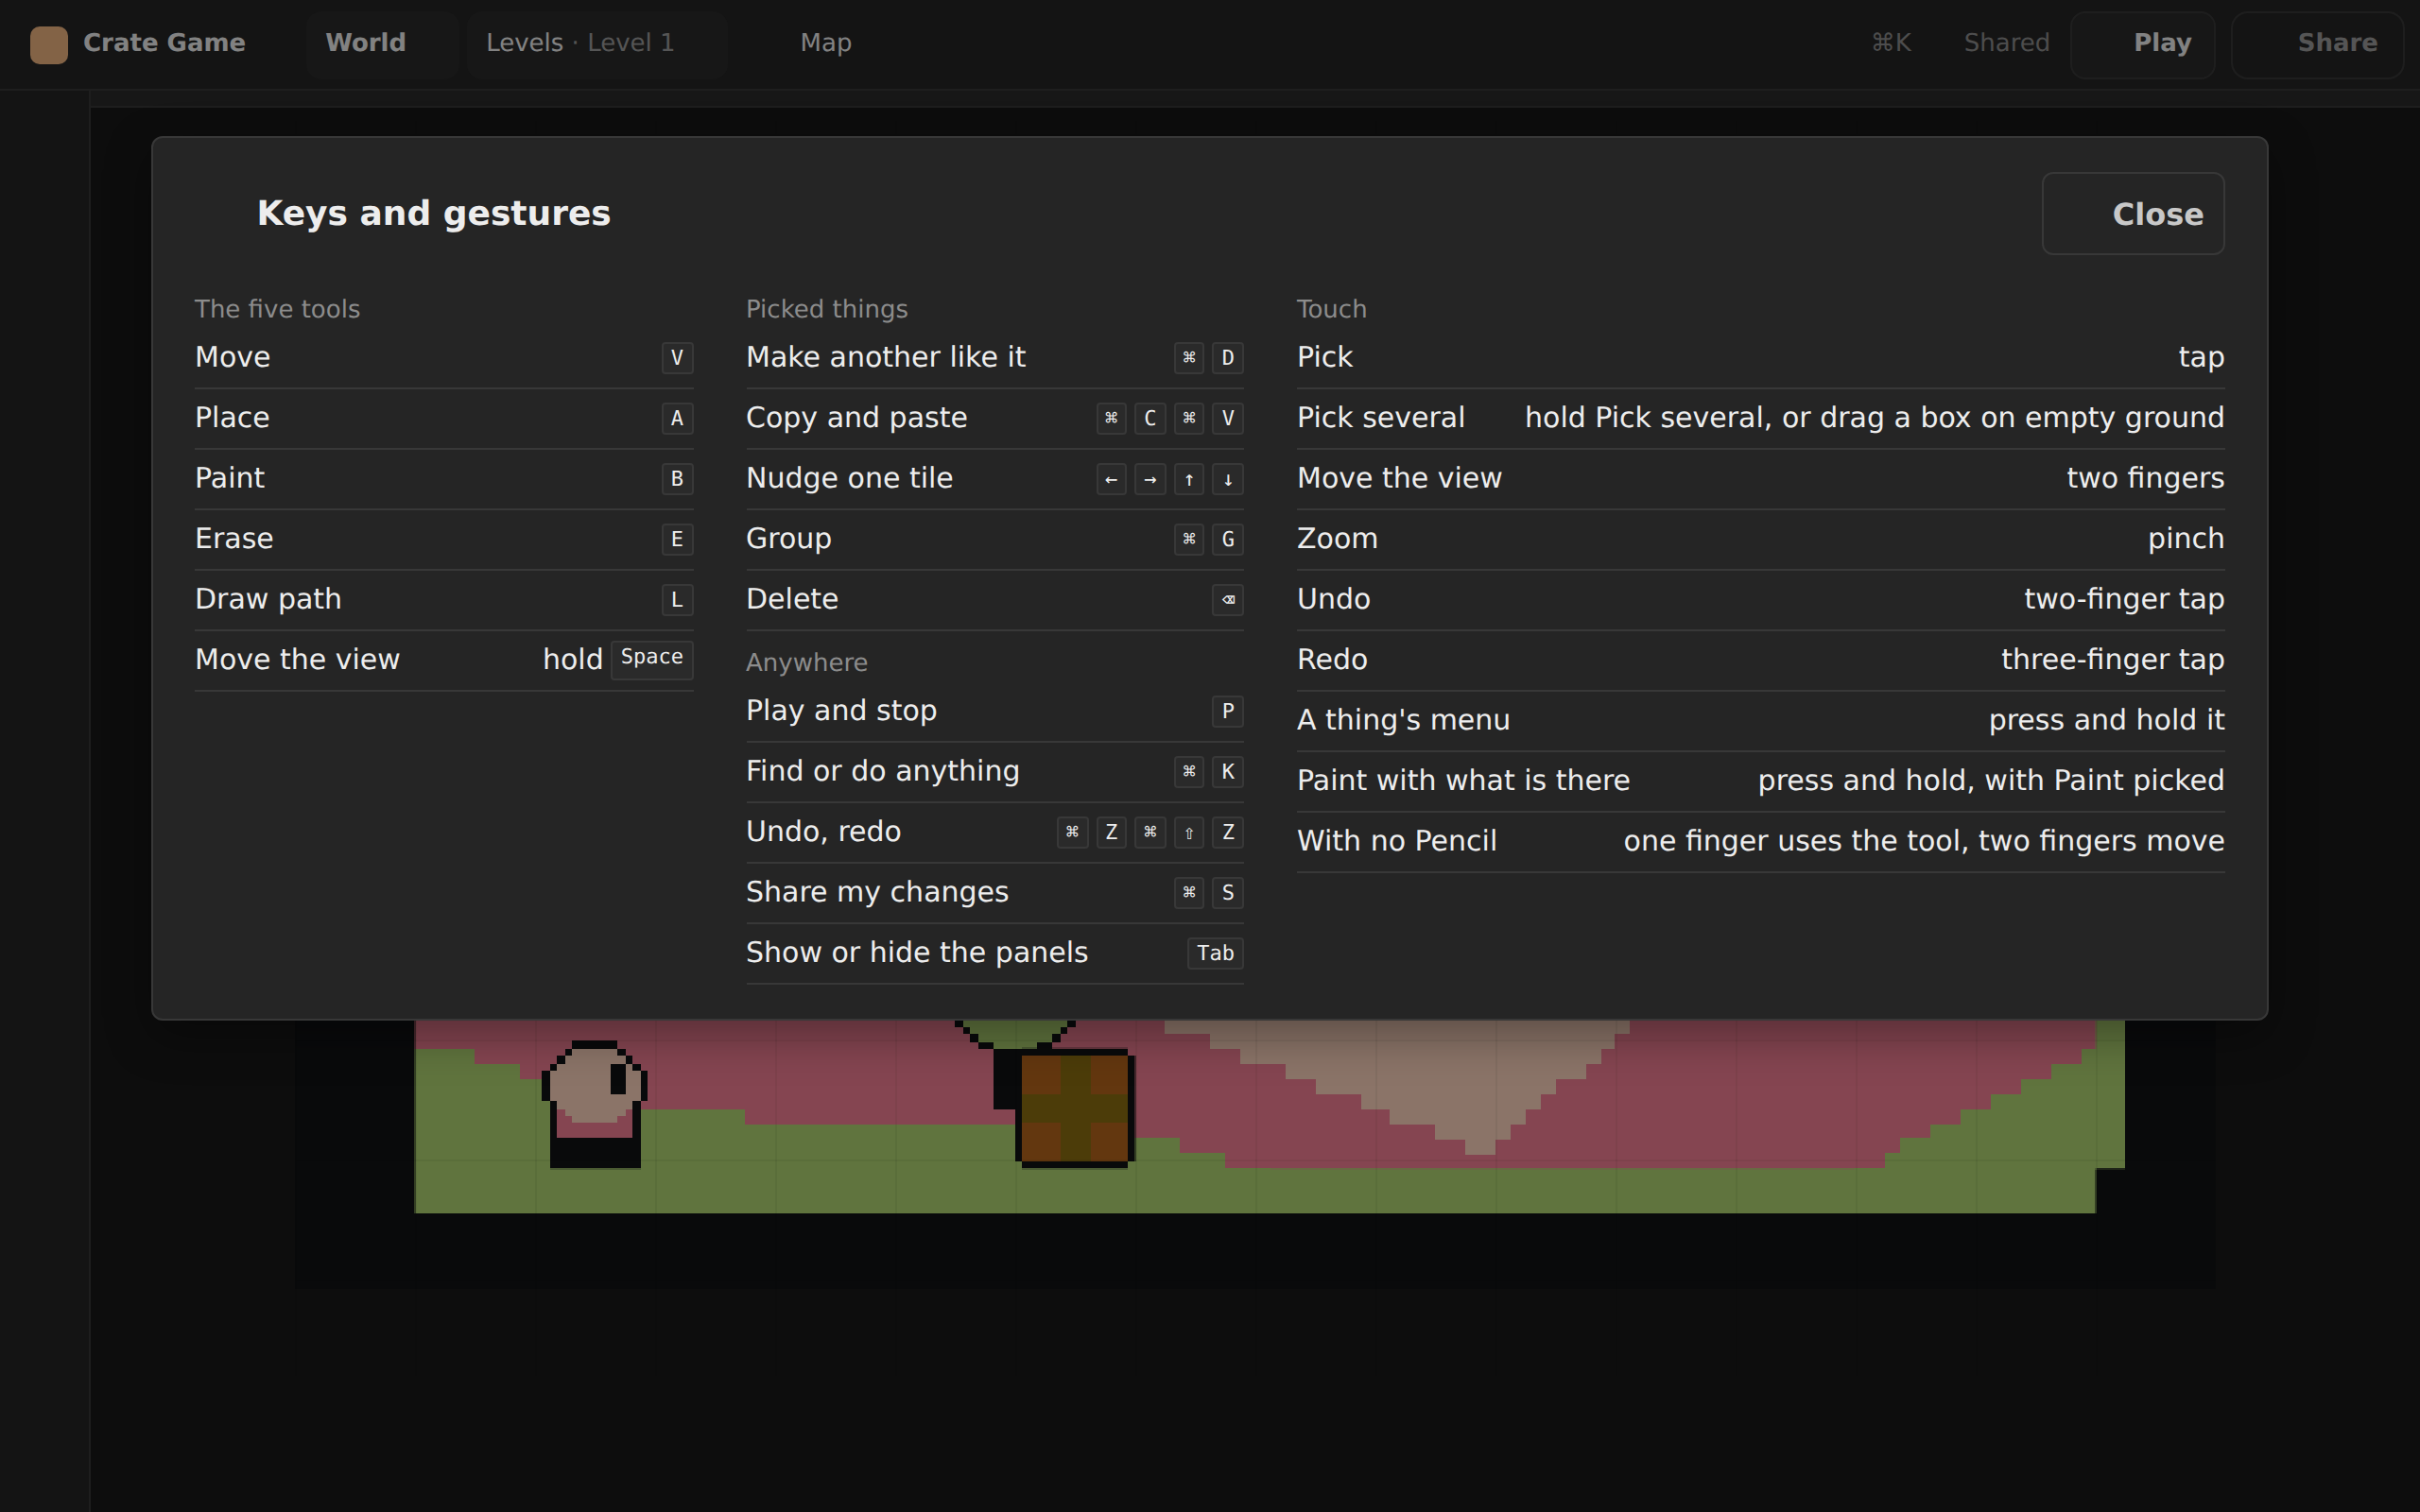 Crate Game World Levels · Level 1 Map ⌘K Shared Play Share
Keys and gestures Close
The five tools
Move V
Place A
Paint B
Erase E
Draw path L
Move the view hold Space
Picked things
Make another like it ⌘ D
Copy and paste ⌘ C ⌘ V
Nudge one tile ← → ↑ ↓
Group ⌘ G
Delete ⌫
Anywhere
Play and stop P
Find or do anything ⌘ K
Undo, redo ⌘ Z ⌘ ⇧ Z
Share my changes ⌘ S
Show or hide the panels Tab
Touch
Pick tap
Pick several hold Pick several, or drag a box on empty ground
Move the view two fingers
Zoom pinch
Undo two-finger tap
Redo three-finger tap
A thing's menu press and hold it
Paint with what is there press and hold, with Paint picked
With no Pencil one finger uses the tool, two fingers move